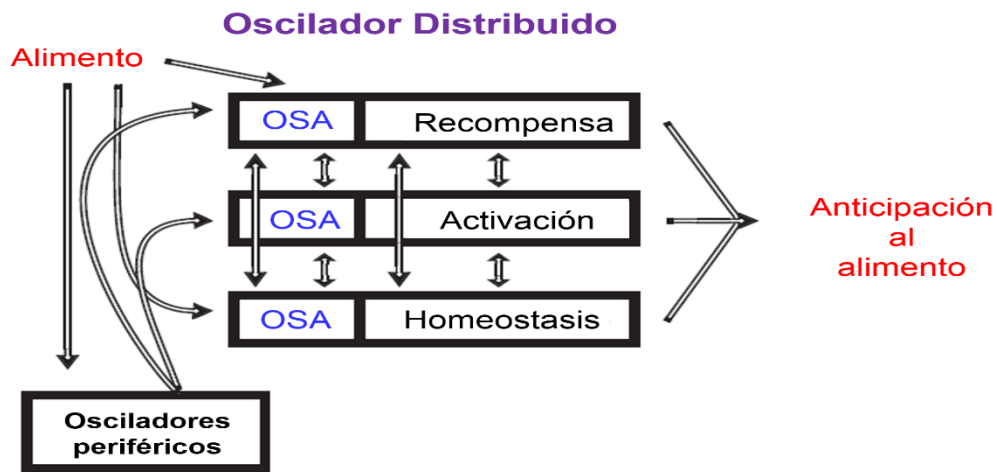 Oscilador Distribuido
Alimento
OSA Recompensa
OSA Activación
OSA Homeostasis
Anticipación
al
alimento
Osciladores
periféricos